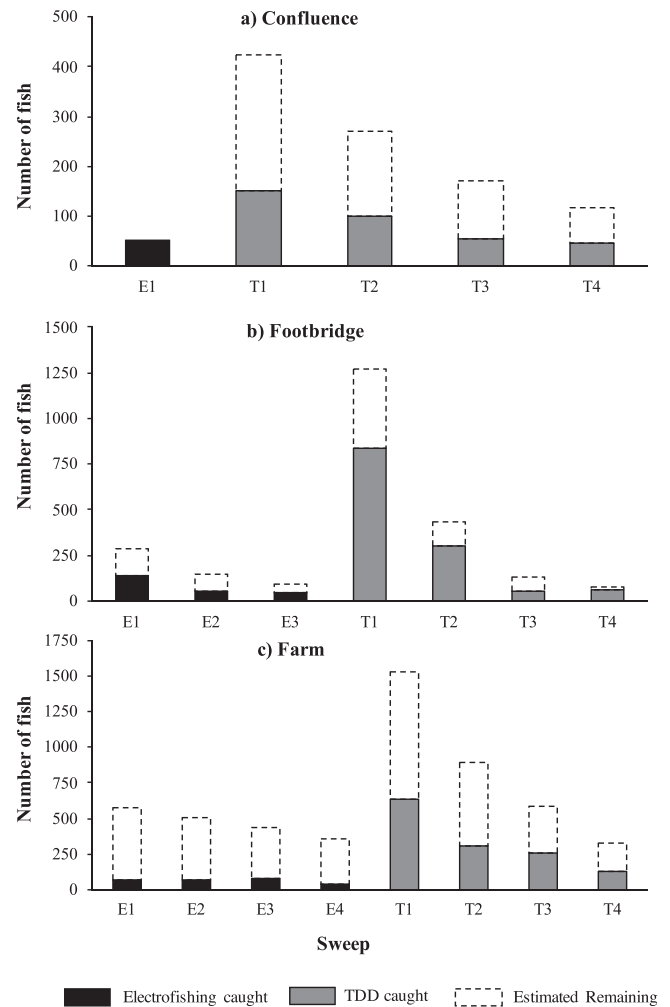 a) Confluence
Number of fish
500
400
300
200
100
0
E1 T1 T2 T3 T4
b) Footbridge
Number of fish
1500
1250
1000
750
500
250
0
E1 E2 E3 T1 T2 T3 T4
c) Farm
Number of fish
1750
1500
1250
1000
750
500
250
0
E1 E2 E3 E4 T1 T2 T3 T4
Sweep
Electrofishing caught TDD caught Estimated Remaining